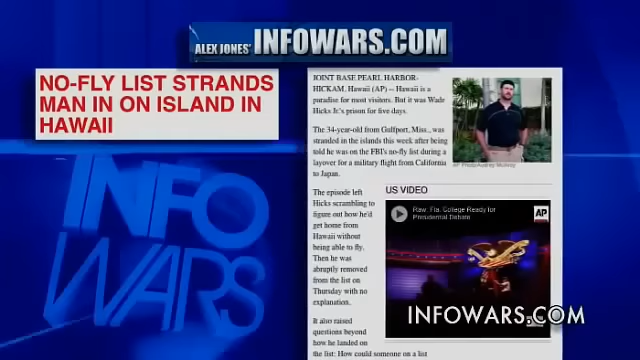 ALEX JONES' INFOWARS.COM
NO-FLY LIST STRANDS
MAN IN ON ISLAND IN
HAWAII
JOINT BASE PEARL HARBOR-
HICKAM, Hawaii (AP) -- Hawaii is a
paradise for most visitors. But it was Wade
Hicks Jr.'s prison for five days.
The 34-year-old from Gulfport, Miss., was
stranded in the islands this week after being
told he was on the FBI's no-fly list during a
layover for a military flight from California
to Japan.
The episode left
Hicks scrambling to
figure out how he'd
get home from
Hawaii without
being able to fly.
Then he was
abruptly removed
from the list on
Thursday with no
explanation.
It also raised
questions beyond
how he landed on
the list: How could someone on a list
AP Photo/Audrey McAvoy
US VIDEO
Raw: Fla. College Ready for
Presidential Debate
AP
INFO
WARS
INFOWARS.COM